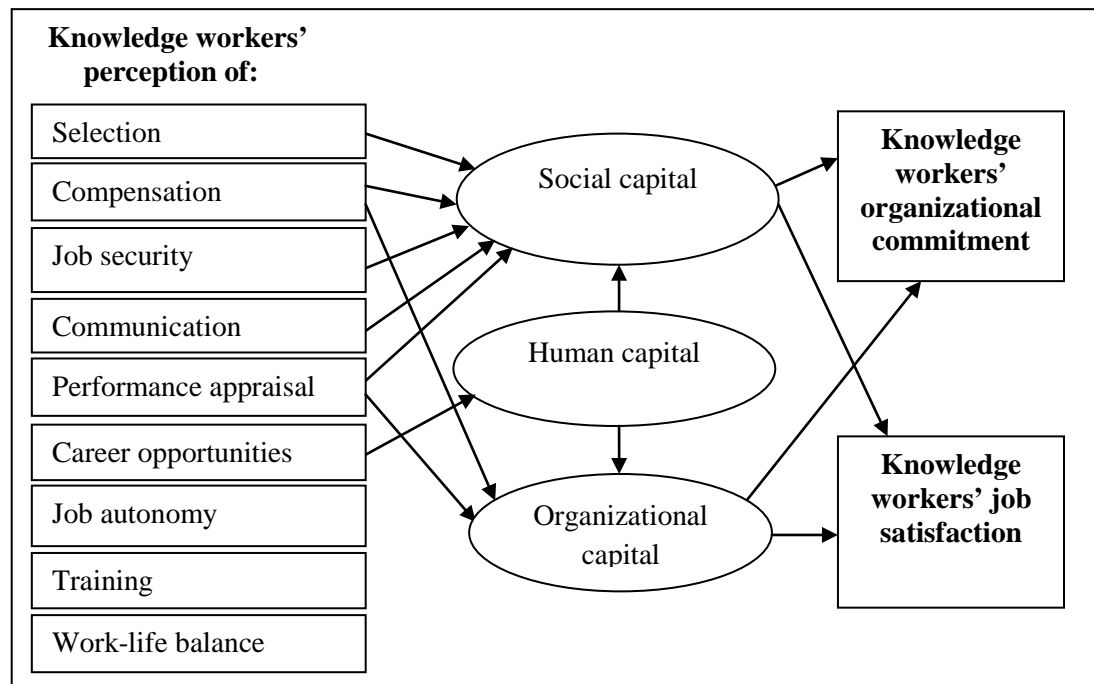 Knowledge workers’
perception of:
Selection
Compensation
Job security
Communication
Performance appraisal
Career opportunities
Job autonomy
Training
Work-life balance
Social capital
Human capital
Organizational
capital
Knowledge
workers’
organizational
commitment
Knowledge
workers’ job
satisfaction